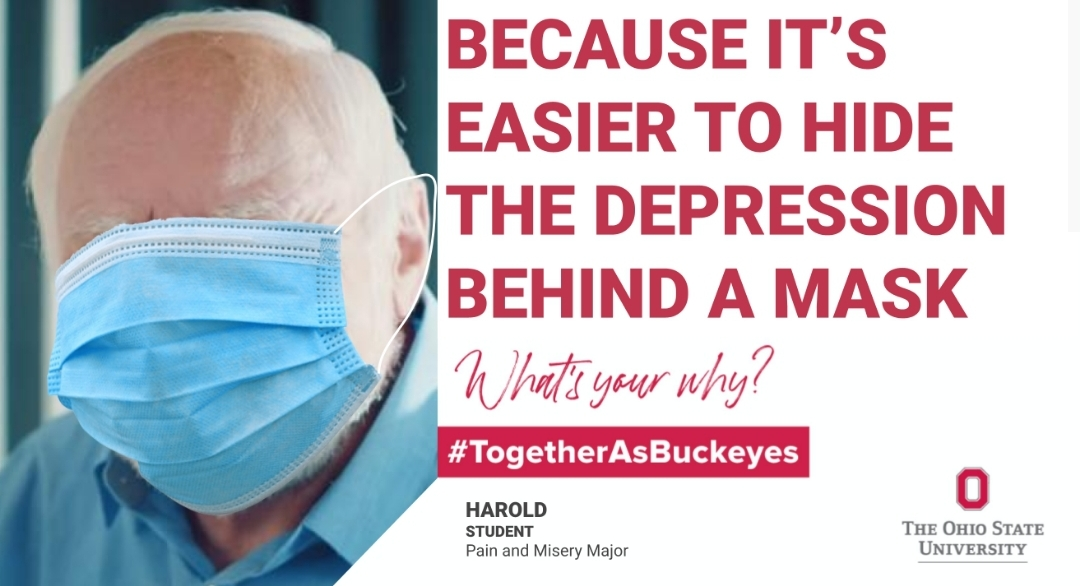 BECAUSE IT’S
EASIER TO HIDE
THE DEPRESSION
BEHIND A MASK
What's your why?
#TogetherAsBuckeyes
HAROLD
STUDENT
Pain and Misery Major
THE OHIO STATE
UNIVERSITY